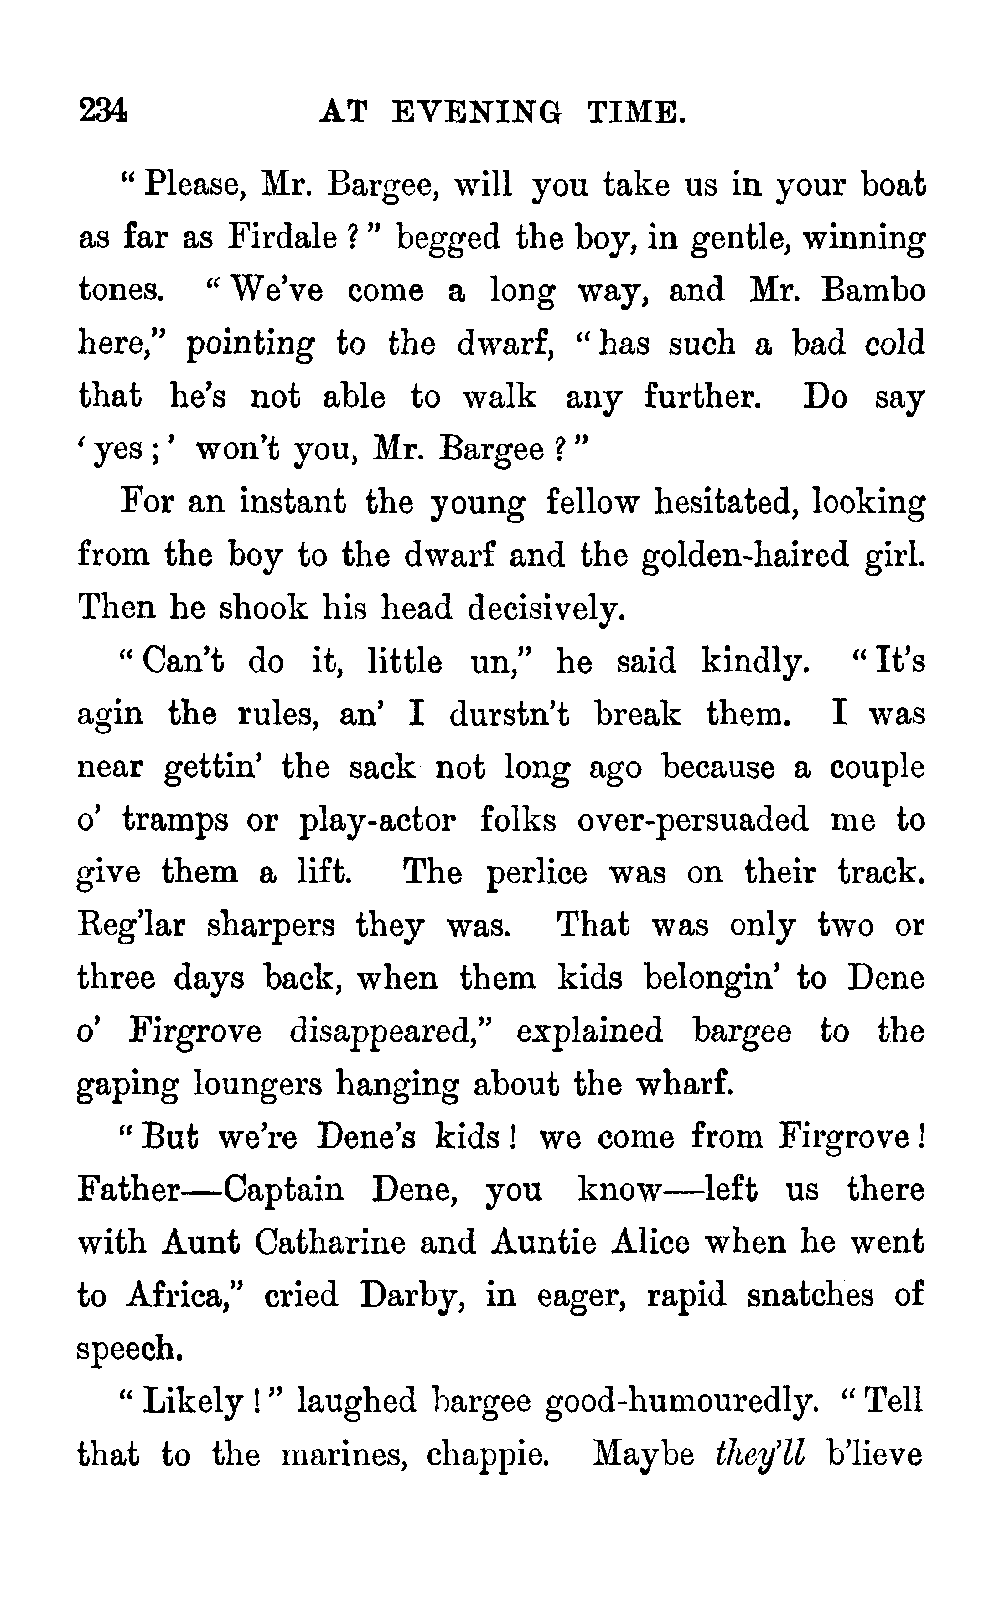 234 AT EVENING TIME.
“Please, Mr. Bargee, will you take us in your boat
as far as Firdale?” begged the boy, in gentle, winning
tones. “We’ve come a long way, and Mr. Bambo
here,” pointing to the dwarf, “has such a bad cold
that he’s not able to walk any further. Do say
‘yes;’ won’t you, Mr. Bargee?”
For an instant the young fellow hesitated, looking
from the boy to the dwarf and the golden-haired girl.
Then he shook his head decisively.
“Can’t do it, little un,” he said kindly. “It’s
agin the rules, an’ I durstn’t break them. I was
near gettin’ the sack not long ago because a couple
o’ tramps or play-actor folks over-persuaded me to
give them a lift. The perlice was on their track.
Reg’lar sharpers they was. That was only two or
three days back, when them kids belongin’ to Dene
o’ Firgrove disappeared,” explained bargee to the
gaping loungers hanging about the wharf.
“But we’re Dene’s kids! we come from Firgrove!
Father—Captain Dene, you know—left us there
with Aunt Catharine and Auntie Alice when he went
to Africa,” cried Darby, in eager, rapid snatches of
speech.
“Likely!” laughed bargee good-humouredly. “Tell
that to the marines, chappie. Maybe they’ll b’lieve